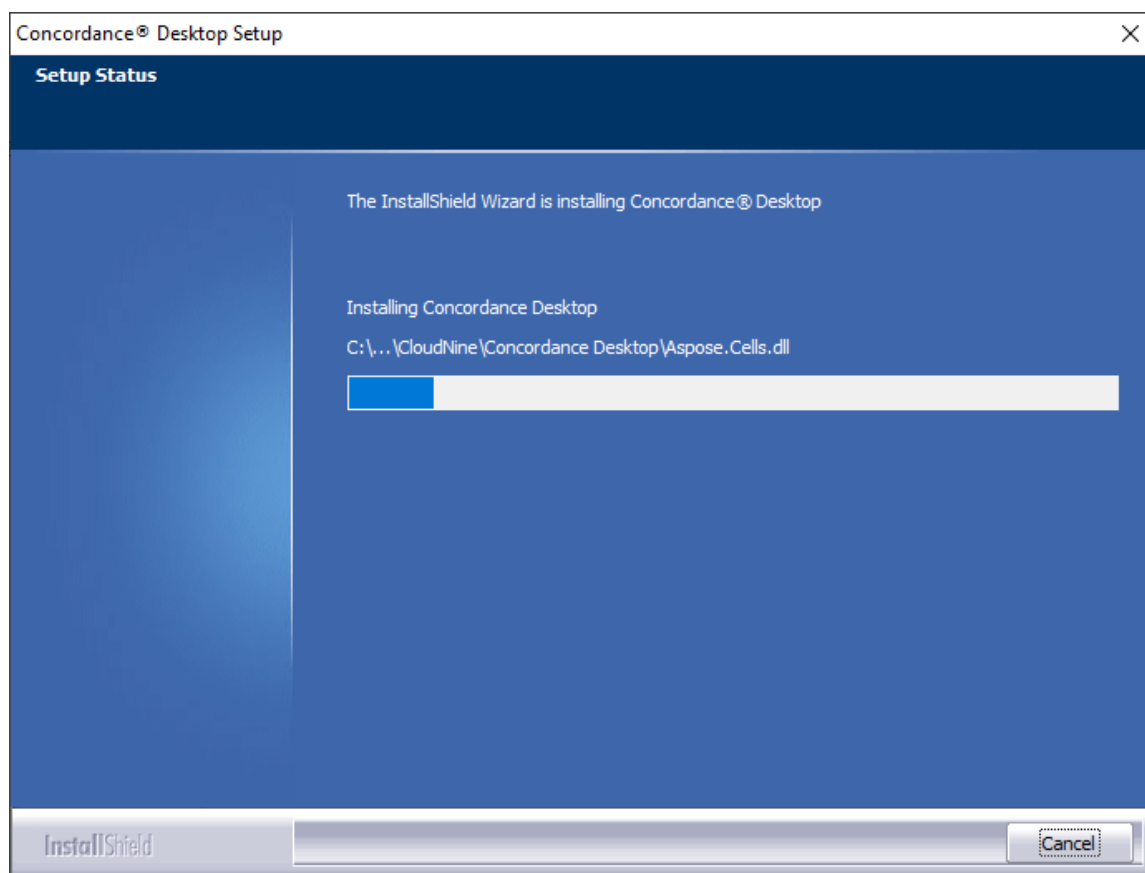 Concordance® Desktop Setup
Setup Status
The InstallShield Wizard is installing Concordance® Desktop
Installing Concordance Desktop
C:\...\CloudNine\Concordance Desktop\Aspose.Cells.dll
InstallShield
Cancel